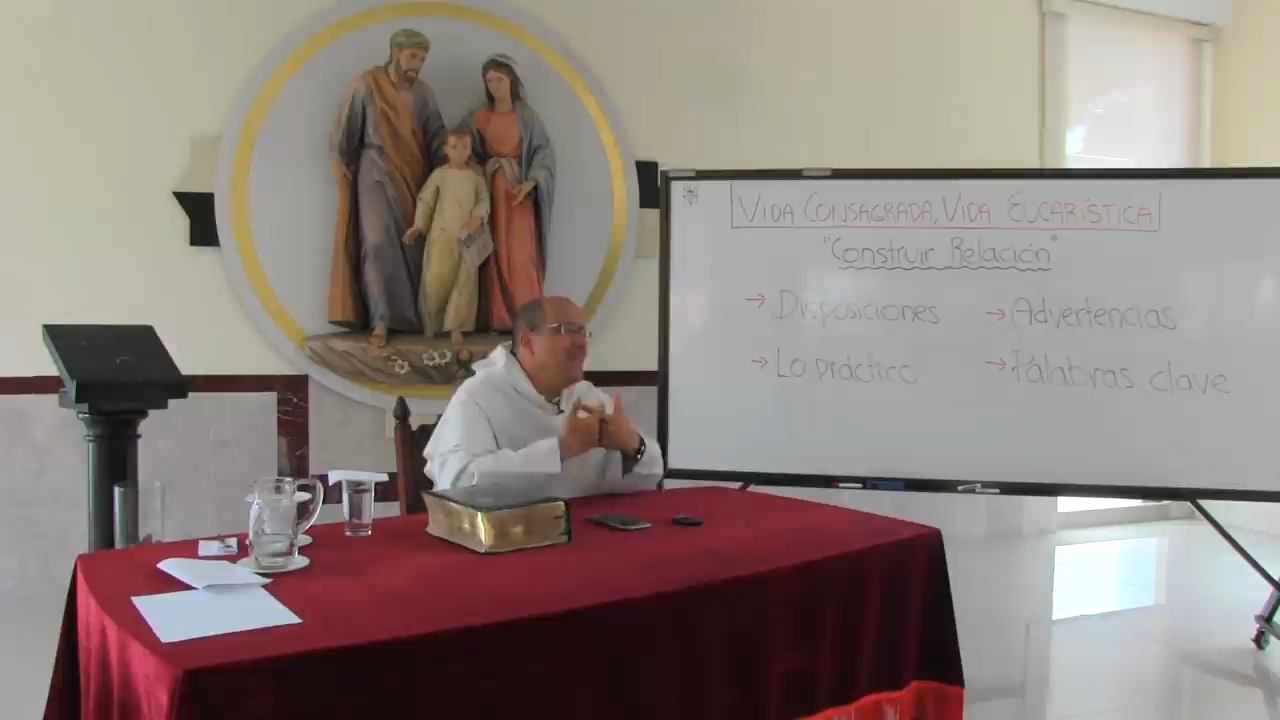 VIDA CONSAGRADA, VIDA EUCARÍSTICA
"Construir Relación"
→ Disposiciones → Advertencias
→ Lo práctico → Palabras clave